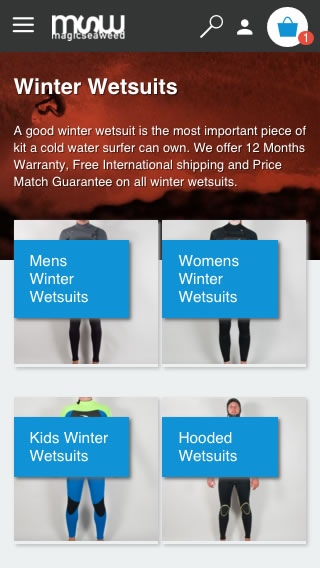 msw
magicseaweed
1
Winter Wetsuits
A good winter wetsuit is the most important piece of
kit a cold water surfer can own. We offer 12 Months
Warranty, Free International shipping and Price
Match Guarantee on all winter wetsuits.
Mens
Winter
Wetsuits
Womens
Winter
Wetsuits
Kids Winter
Wetsuits
Hooded
Wetsuits